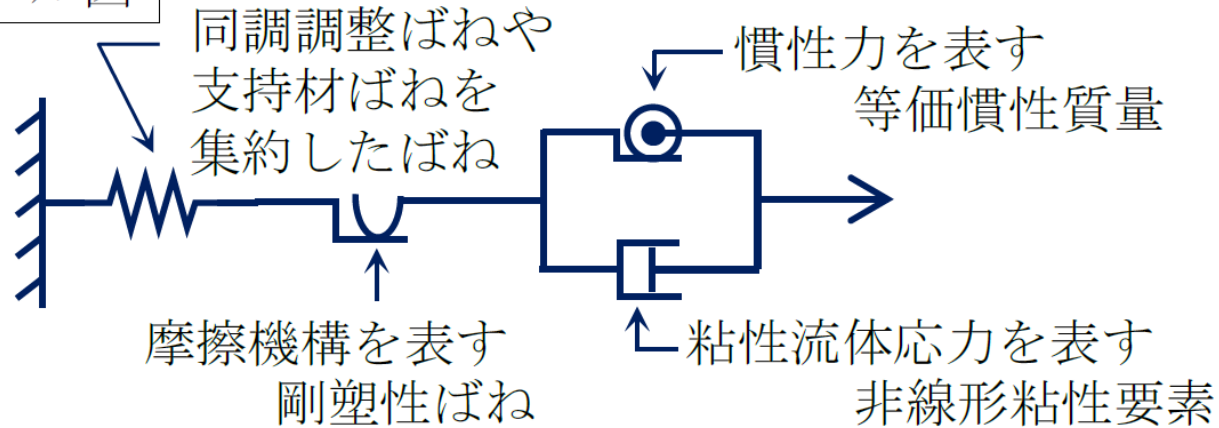 図
同調調整ばねや
支持材ばねを
集約したばね
慣性力を表す
等価慣性質量
摩擦機構を表す
剛塑性ばね
粘性流体応力を表す
非線形粘性要素